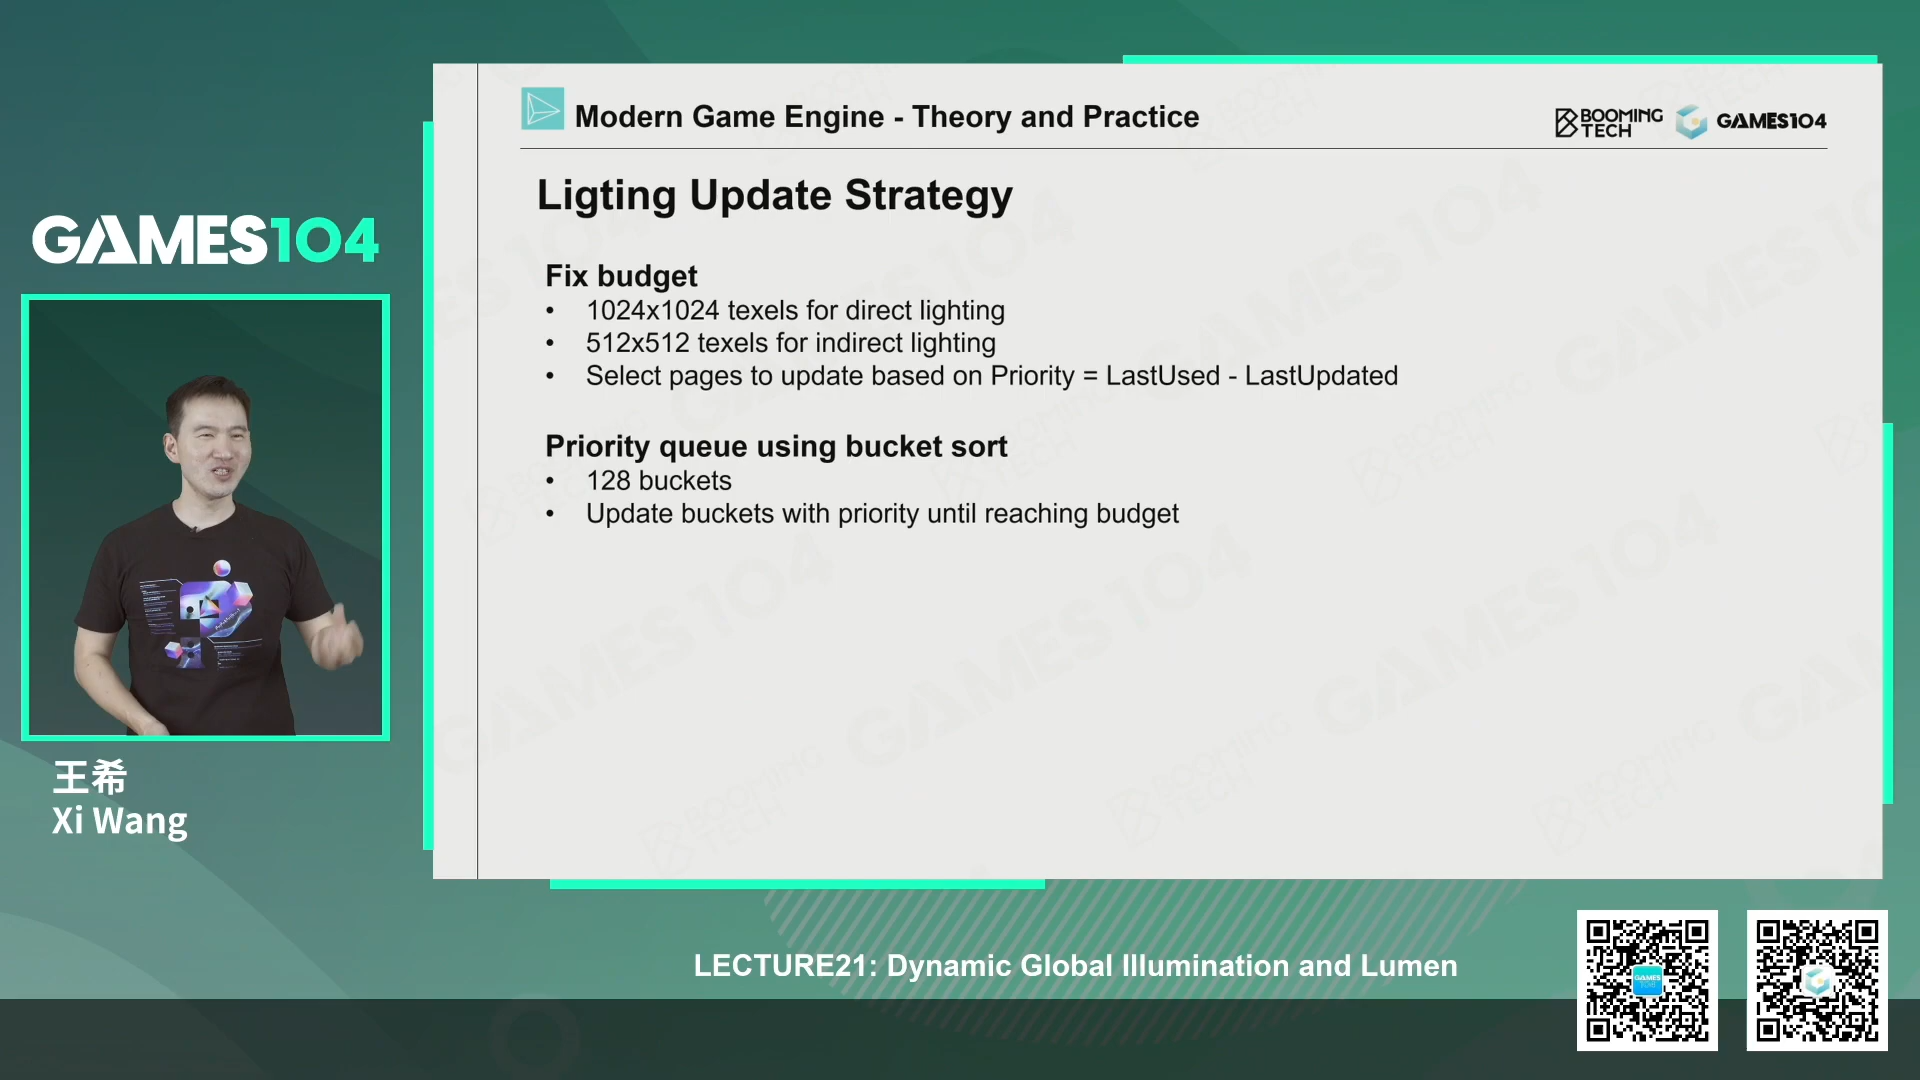 Modern Game Engine - Theory and Practice
BOOMING
TECH
GAMES104
Ligting Update Strategy
GAMES104
Fix budget
• 1024x1024 texels for direct lighting
• 512x512 texels for indirect lighting
• Select pages to update based on Priority = LastUsed - LastUpdated
Priority queue using bucket sort
• 128 buckets
• Update buckets with priority until reaching budget
王希
Xi Wang
LECTURE21: Dynamic Global Illumination and Lumen